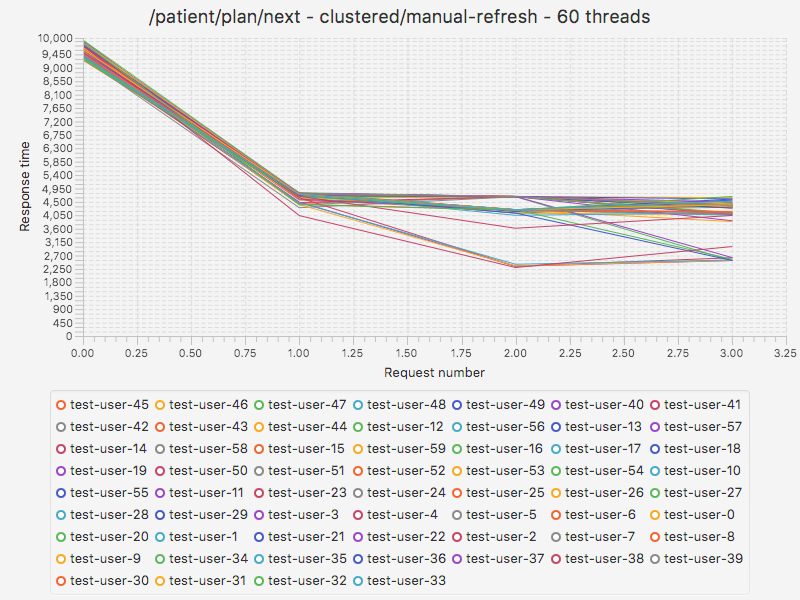 /patient/plan/next - clustered/manual-refresh - 60 threads
10,000
9,450
9,000
8,550
8,100
7,650
7,200
6,750
6,300
5,850
5,400
4,950
4,500
4,050
3,600
3,150
2,700
2,250
1,800
1,350
900
450
0
Response time
0.00 0.25 0.50 0.75 1.00 1.25 1.50 1.75 2.00 2.25 2.50 2.75 3.00 3.25
Request number
test-user-45 test-user-46 test-user-47 test-user-48 test-user-49 test-user-40 test-user-41
test-user-42 test-user-43 test-user-44 test-user-12 test-user-56 test-user-13 test-user-57
test-user-14 test-user-58 test-user-15 test-user-59 test-user-16 test-user-17 test-user-18
test-user-19 test-user-50 test-user-51 test-user-52 test-user-53 test-user-54 test-user-10
test-user-55 test-user-11 test-user-23 test-user-24 test-user-25 test-user-26 test-user-27
test-user-28 test-user-29 test-user-3 test-user-4 test-user-5 test-user-6 test-user-0
test-user-20 test-user-1 test-user-21 test-user-22 test-user-2 test-user-7 test-user-8
test-user-9 test-user-34 test-user-35 test-user-36 test-user-37 test-user-38 test-user-39
test-user-30 test-user-31 test-user-32 test-user-33